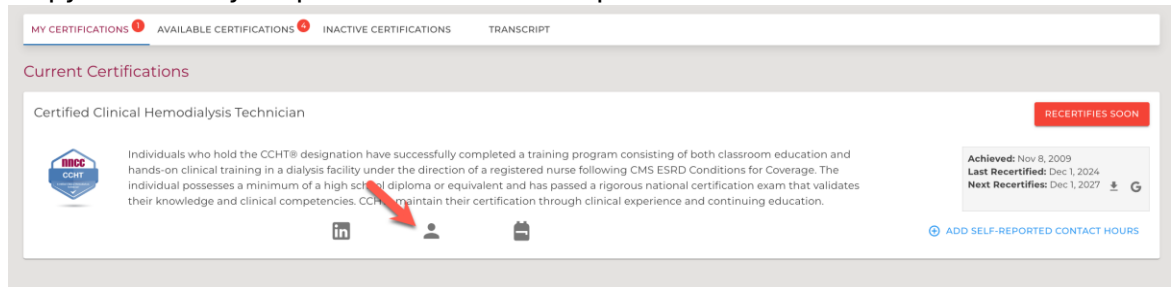 MY CERTIFICATIONS 1 AVAILABLE CERTIFICATIONS 4 INACTIVE CERTIFICATIONS TRANSCRIPT
Current Certifications
Certified Clinical Hemodialysis Technician
RECERTIFIES SOON
nncc
CCHT
Individuals who hold the CCHT® designation have successfully completed a training program consisting of both classroom education and
hands-on clinical training in a dialysis facility under the direction of a registered nurse following CMS ESRD Conditions for Coverage. The
individual possesses a minimum of a high school diploma or equivalent and has passed a rigorous national certification exam that validates
their knowledge and clinical competencies. maintain their certification through clinical experience and continuing education.
Achieved: Nov 8, 2009
Last Recertified: Dec 1, 2024
Next Recertifies: Dec 1, 2027 G
in
ADD SELF-REPORTED CONTACT HOURS